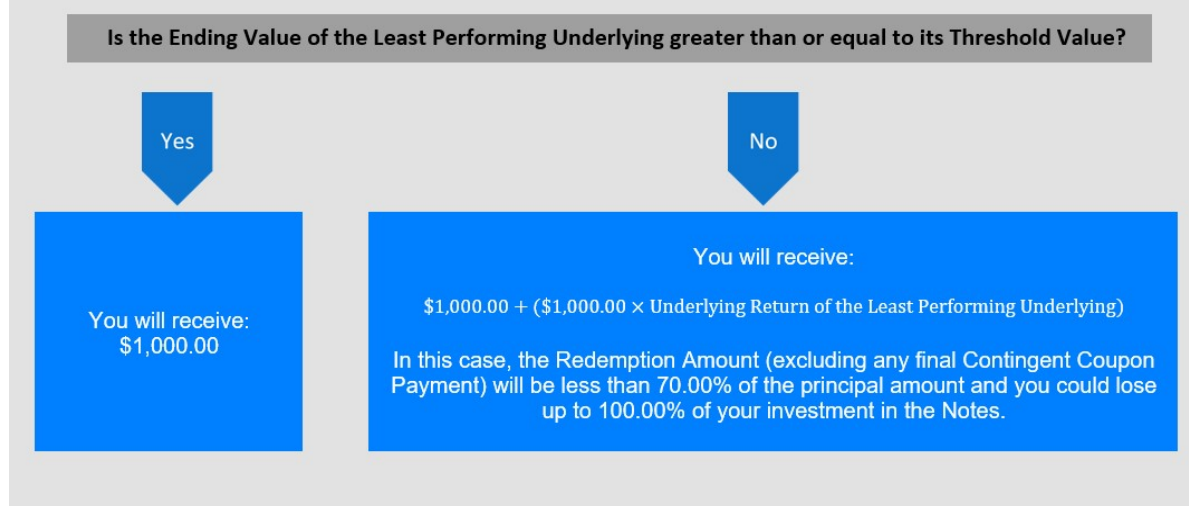 Is the Ending Value of the Least Performing Underlying greater than or equal to its Threshold Value?
Yes
No
You will receive:
$1,000.00
You will receive:
$1,000.00 + ($1,000.00 × Underlying Return of the Least Performing Underlying)
In this case, the Redemption Amount (excluding any final Contingent Coupon
Payment) will be less than 70.00% of the principal amount and you could lose
up to 100.00% of your investment in the Notes.